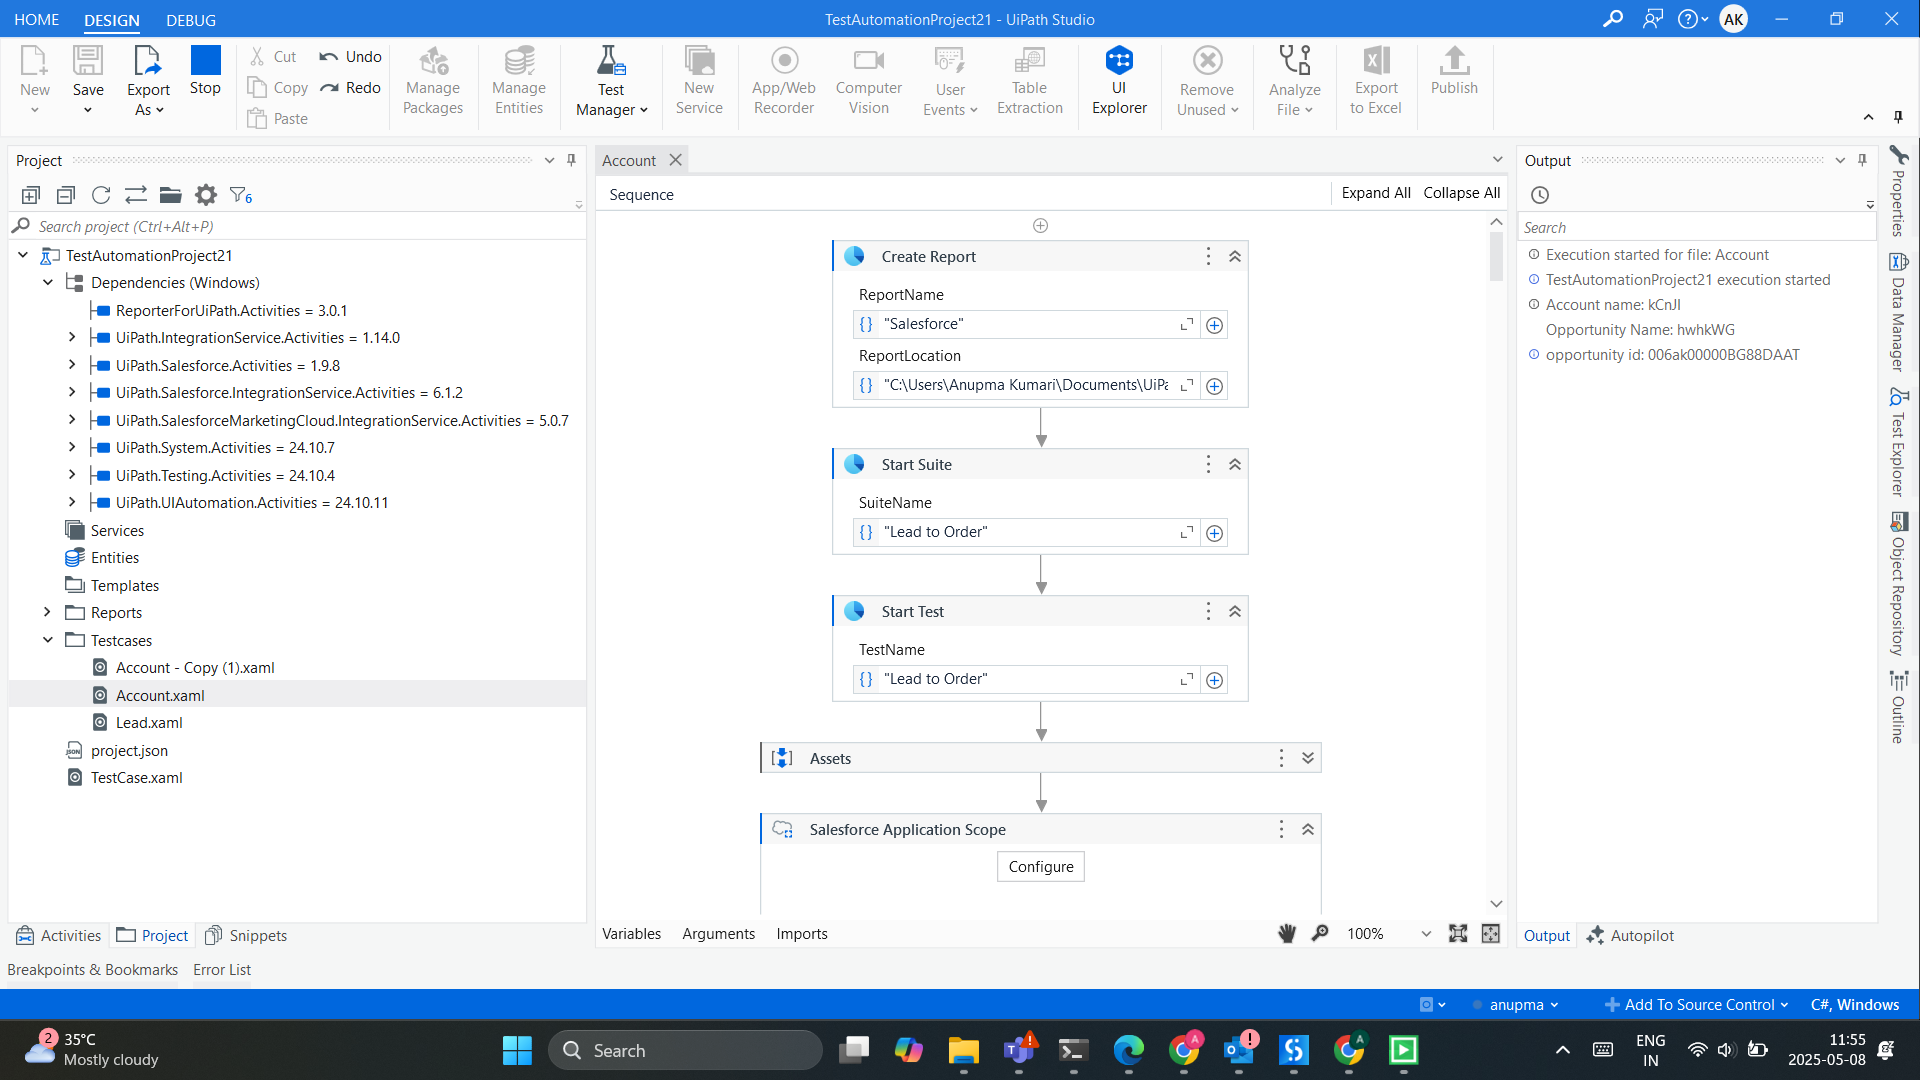 HOME DESIGN DEBUG
TestAutomationProject21 - UiPath Studio
AK
New
Save
Export As
Stop
Cut
Copy
Paste
Undo
Redo
Manage Packages
Manage Entities
Test Manager
New Service
App/Web Recorder
Computer Vision
User Events
Table Extraction
UI Explorer
Remove Unused
Analyze File
Export to Excel
Publish
Project
6
Search project (Ctrl+Alt+P)
TestAutomationProject21
Dependencies (Windows)
ReporterForUiPath.Activities = 3.0.1
UiPath.IntegrationService.Activities = 1.14.0
UiPath.Salesforce.Activities = 1.9.8
UiPath.Salesforce.IntegrationService.Activities = 6.1.2
UiPath.SalesforceMarketingCloud.IntegrationService.Activities = 5.0.7
UiPath.System.Activities = 24.10.7
UiPath.Testing.Activities = 24.10.4
UiPath.UIAutomation.Activities = 24.10.11
Services
Entities
Templates
Reports
Testcases
Account - Copy (1).xaml
Account.xaml
Lead.xaml
JSON project.json
TestCase.xaml
Activities Project Snippets
Breakpoints & Bookmarks Error List
Account
Sequence
Expand All Collapse All
Create Report
ReportName
{} "Salesforce"
ReportLocation
{} "C:\Users\Anupma Kumari\Documents\UiPa
Start Suite
SuiteName
{} "Lead to Order"
Start Test
TestName
{} "Lead to Order"
Assets
Salesforce Application Scope
Configure
Variables Arguments Imports
100%
Output
Search
Execution started for file: Account
TestAutomationProject21 execution started
Account name: kCnJl
Opportunity Name: hwhkWG
opportunity id: 006ak00000BG88DAAT
Output Autopilot
Properties
Data Manager
Test Explorer
Object Repository
Outline
anupma
Add To Source Control
C#, Windows
2
35°C
Mostly cloudy
Search
A
A
ENG
IN
11:55
2025-05-08